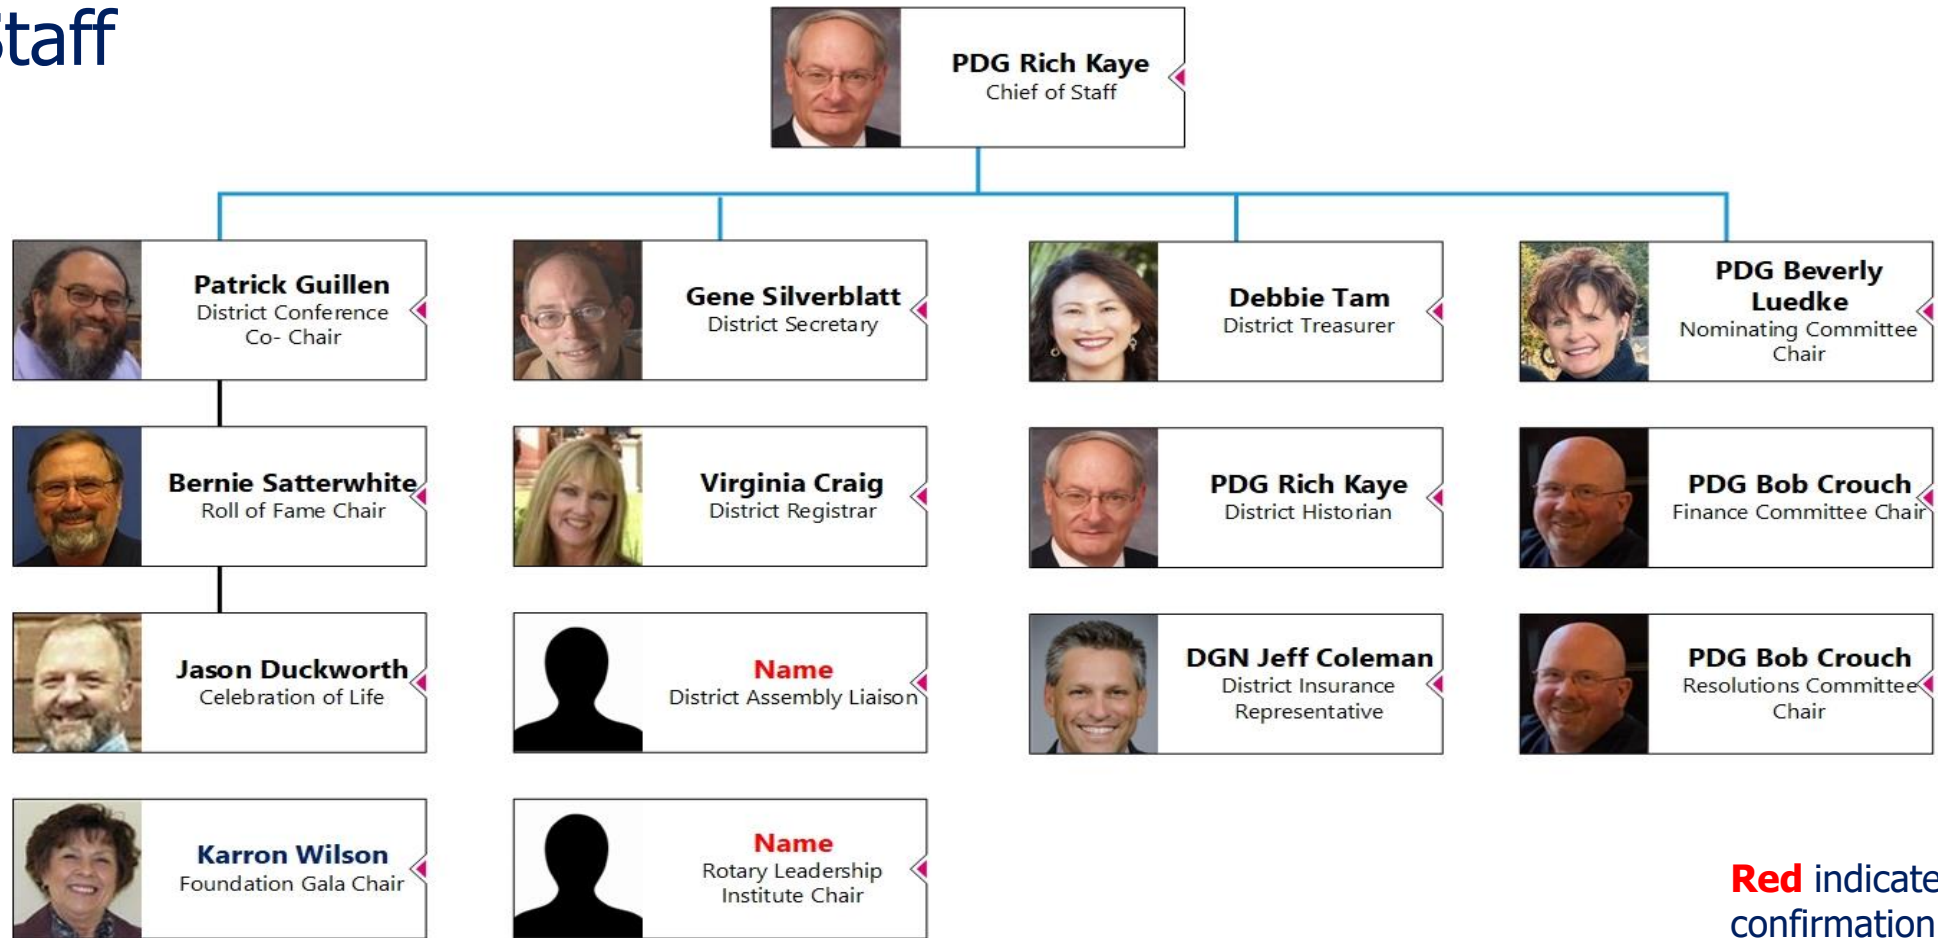 Staff
PDG Rich Kaye
Chief of Staff
Patrick Guillen
District Conference
Co- Chair
Gene Silverblatt
District Secretary
Debbie Tam
District Treasurer
PDG Beverly
Luedke
Nominating Committee
Chair
Bernie Satterwhite
Roll of Fame Chair
Virginia Craig
District Registrar
PDG Rich Kaye
District Historian
PDG Bob Crouch
Finance Committee Chair
Jason Duckworth
Celebration of Life
Name
District Assembly Liaison
DGN Jeff Coleman
District Insurance
Representative
PDG Bob Crouch
Resolutions Committee
Chair
Karron Wilson
Foundation Gala Chair
Name
Rotary Leadership
Institute Chair
Red indicate
confirmation